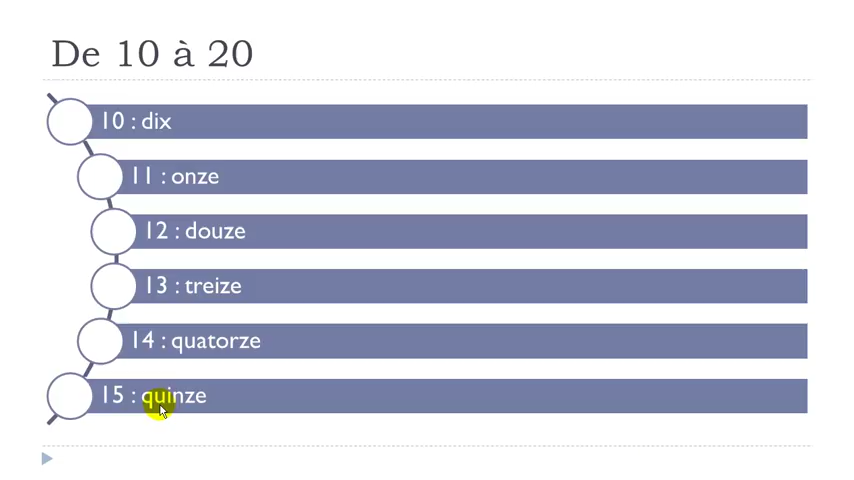 De 10 à 20
10 : dix
11 : onze
12 : douze
13 : treize
14 : quatorze
15 : quinze